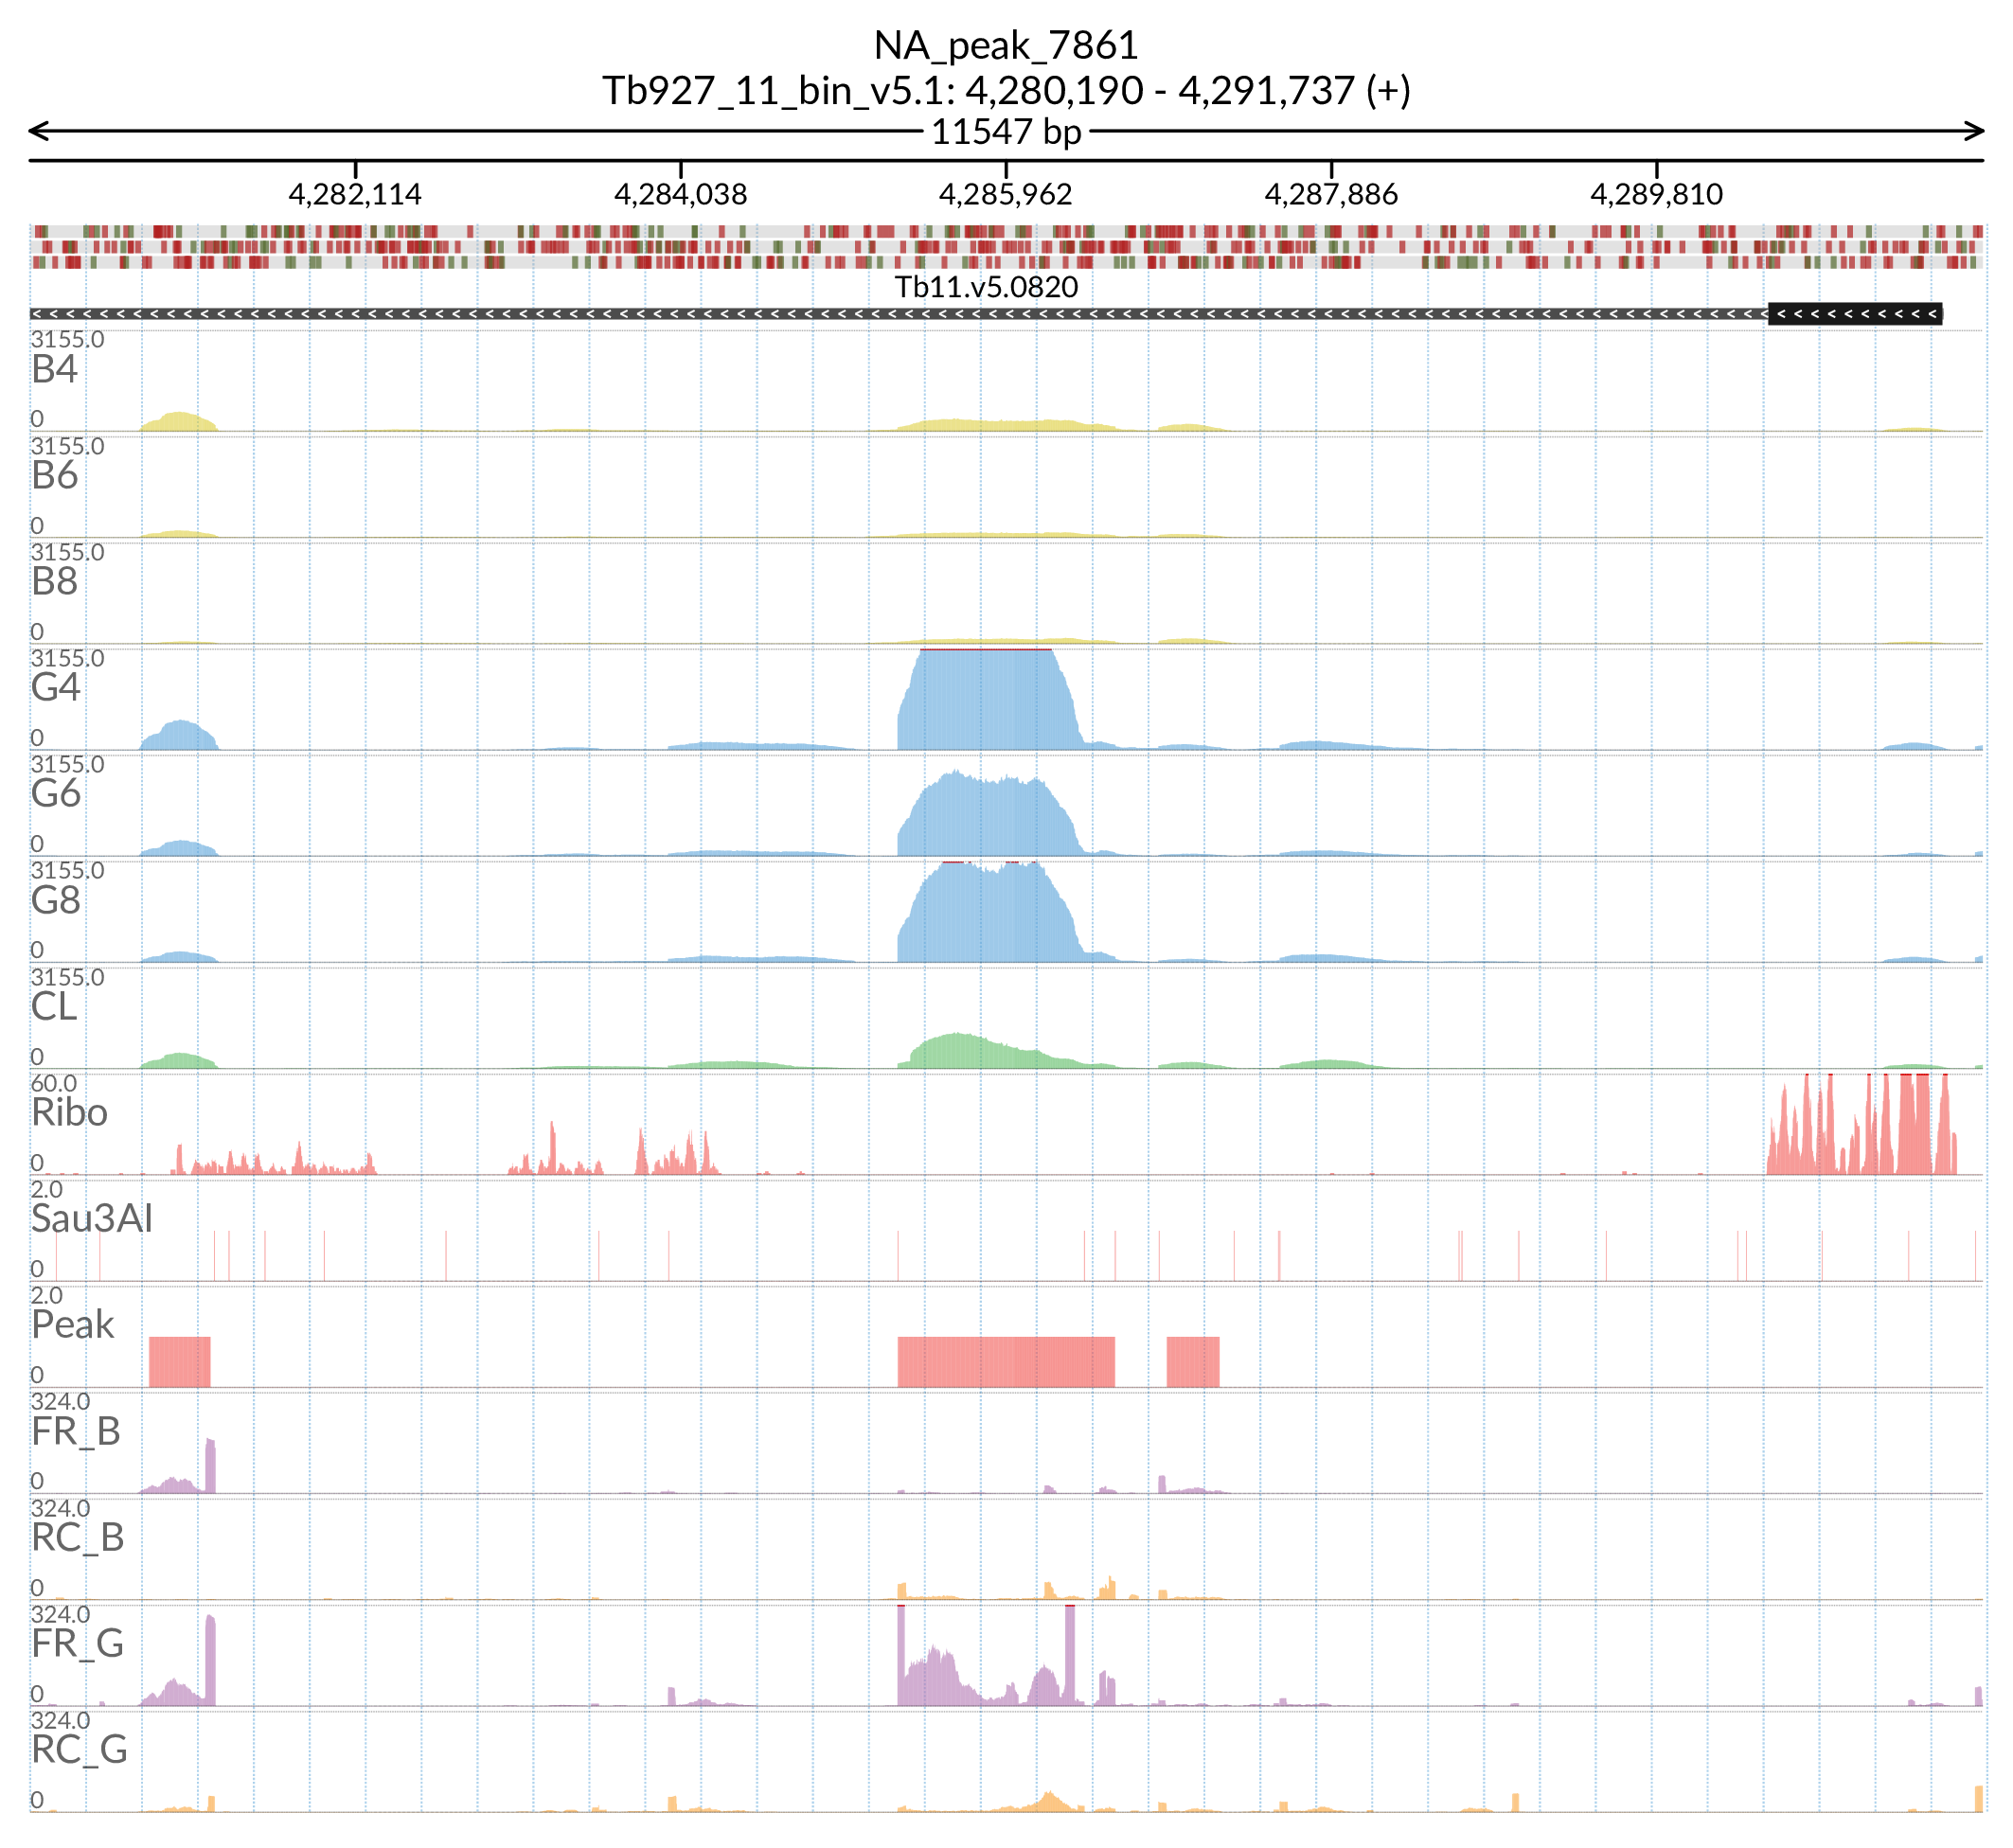 NA_peak_7861
Tb927_11_bin_v5.1: 4,280,190 - 4,291,737 (+)
11547 bp
4,282,114 4,284,038 4,285,962 4,287,886 4,289,810
Tb11.v5.0820
3155.0
B4
0
3155.0
B6
0
3155.0
B8
0
3155.0
G4
0
3155.0
G6
0
3155.0
G8
0
3155.0
CL
0
60.0
Ribo
0
2.0
Sau3AI
0
2.0
Peak
0
324.0
FR_B
0
324.0
RC_B
0
324.0
FR_G
0
324.0
RC_G
0